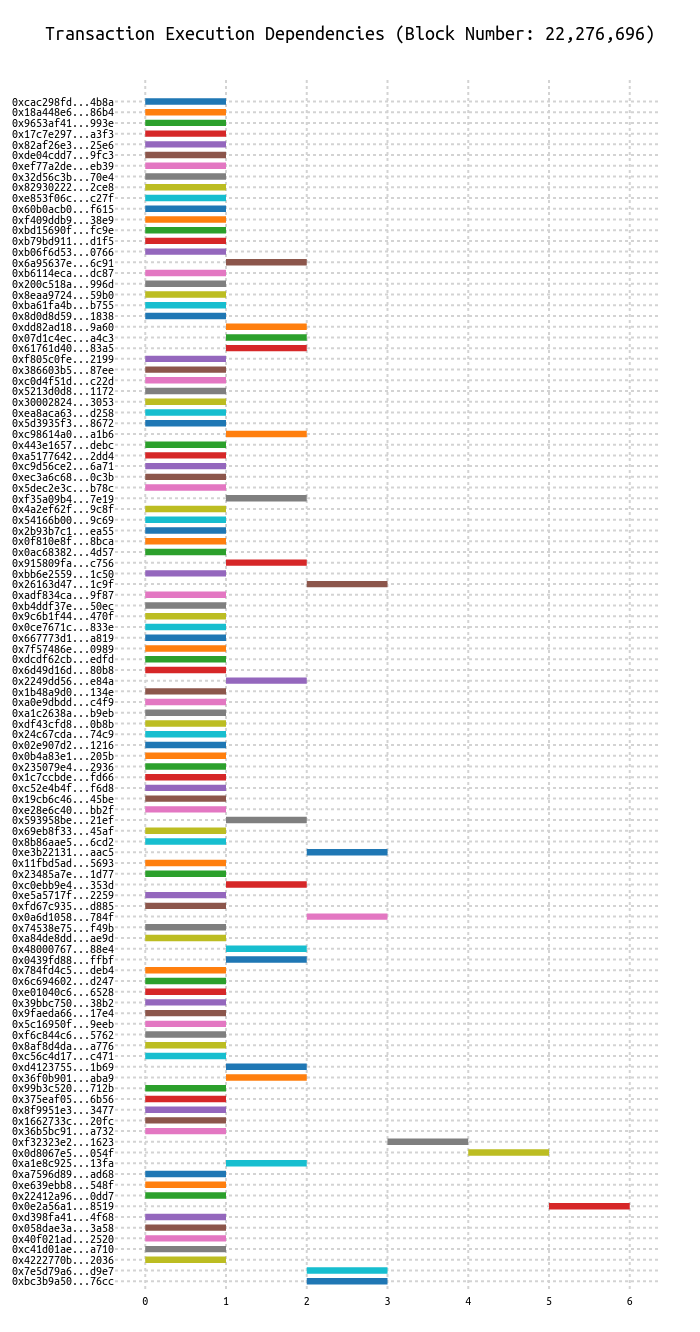 Transaction Execution Dependencies (Block Number: 22,276,696)
0xcac298fd...4b8a
0x18a448e6...86b4
0x9653af41...993e
0x17c7e297...a3f3
0x82af26e3...25e6
0xde04cdd7...9fc3
0xef77a2de...eb39
0x32d56c3b...70e4
0x82930222...2ce8
0xe853f06c...c27f
0x60b0acb0...f615
0xf409ddb9...38e9
0xbd15690f...fc9e
0xb79bd911...d1f5
0xb06f6d53...0766
0x6a95637e...6c91
0xb6114eca...dc87
0x200c518a...996d
0x8eaa9724...59b0
0xba61fa4b...b755
0x8d0d8d59...1838
0xdd82ad18...9a60
0x07d1c4ec...a4c3
0x61761d40...83a5
0xf805c0fe...2199
0x386603b5...87ee
0xc0d4f51d...c22d
0x5213d0d8...1172
0x30002824...3053
0xea8aca63...d258
0x5d3935f3...8672
0xc98614a0...a1b6
0x443e1657...debc
0xa5177642...2dd4
0xc9d56ce2...6a71
0xec3a6c68...0c3b
0x5dec2e3c...b78c
0xf35a09b4...7e19
0x4a2ef62f...9c8f
0x54166b00...9c69
0x2b93b7c1...ea55
0x0f810e8f...8bca
0x0ac68382...4d57
0x915809fa...c756
0xbb6e2559...1c50
0x26163d47...1c9f
0xadf834ca...9f87
0xb4ddf37e...50ec
0x9c6b1f44...470f
0x0ce7671c...833e
0x667773d1...a819
0x7f57486e...0989
0xdcdf62cb...edfd
0x6d49d16d...80b8
0x2249dd56...e84a
0x1b48a9d0...134e
0xa0e9dbdd...c4f9
0xa1c2638a...b9eb
0xdf43cfd8...0b8b
0x24c67cda...74c9
0x02e907d2...1216
0x0b4a83e1...205b
0x235079e4...2936
0x1c7ccbde...fd66
0xc52e4b4f...f6d8
0x19cb6c46...45be
0xe28e6c40...bb2f
0x593958be...21ef
0x69eb8f33...45af
0x8b86aae5...6cd2
0xe3b22131...aac5
0x11fbd5ad...5693
0x23485a7e...1d77
0xc0ebb9e4...353d
0xe5a5717f...2259
0xfd67c935...d885
0x0a6d1058...784f
0x74538e75...f49b
0xa84de8dd...ae9d
0x48000767...88e4
0x0439fd88...ffbf
0x784fd4c5...deb4
0x6c694602...d247
0xe01040c6...6528
0x39bbc750...38b2
0x9faeda66...17e4
0x5c16950f...9eeb
0xf6c844c6...5762
0x8af8d4da...a776
0xc56c4d17...c471
0xd4123755...1b69
0x36f0b901...aba9
0x99b3c520...712b
0x375eaf05...6b56
0x8f9951e3...3477
0x1662733c...20fc
0x36b5bc91...a732
0xf32323e2...1623
0x0d8067e5...054f
0xa1e8c925...13fa
0xa7596d89...ad68
0xe639ebb8...548f
0x22412a96...0dd7
0x0e2a56a1...8519
0xd398fa41...4f68
0x058dae3a...3a58
0x40f021ad...2520
0xc41d01ae...a710
0x4222770b...2036
0x7e5d79a6...d9e7
0xbc3b9a50...76cc
0 1 2 3 4 5 6